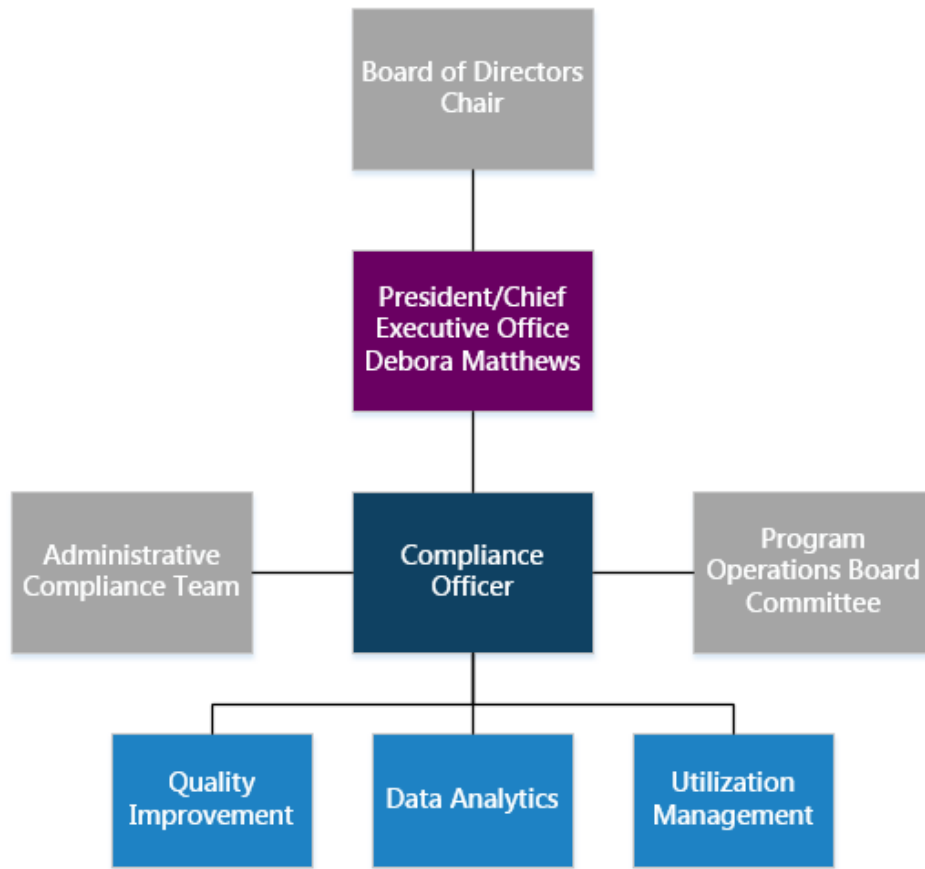 Board of Directors
Chair
President/Chief
Executive Office
Debora Matthews
Administrative
Compliance Team
Compliance
Officer
Program
Operations Board
Committee
Quality
Improvement
Data Analytics
Utilization
Management